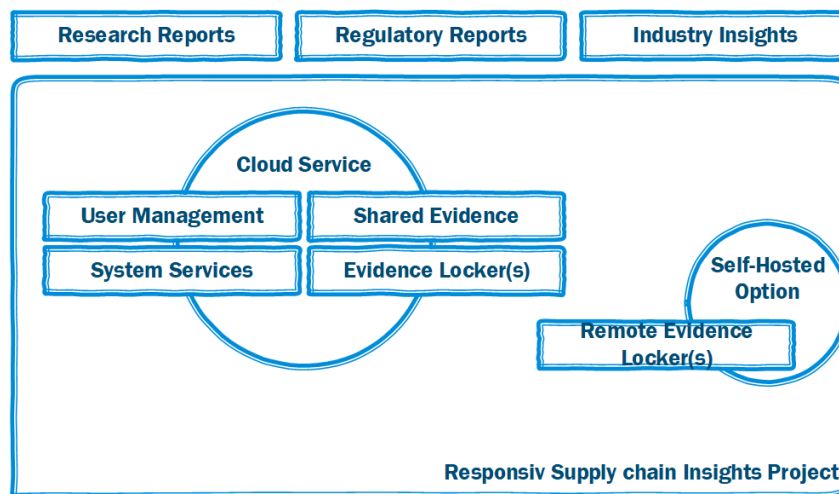 Research Reports
Regulatory Reports
Industry Insights
Cloud Service
User Management
Shared Evidence
System Services
Evidence Locker(s)
Self-Hosted
Option
Remote Evidence
Locker(s)
Responsiv Supply chain Insights Project